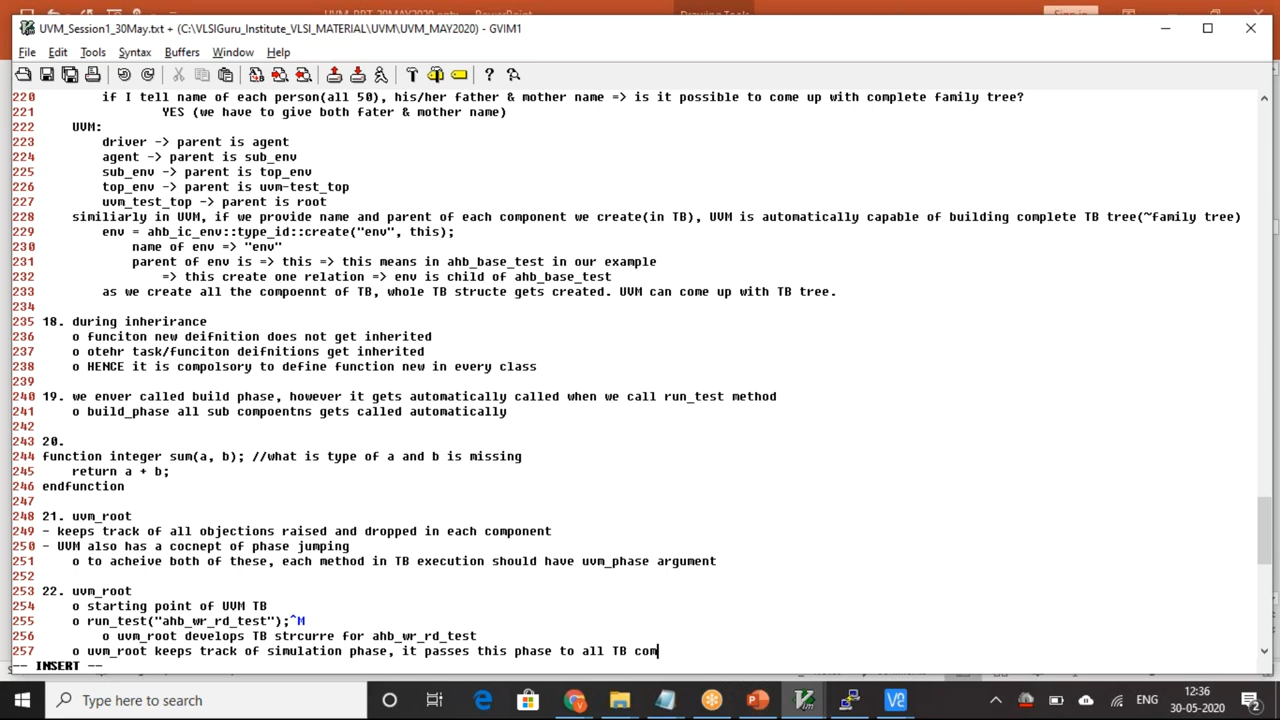 UVM_PPT_30MAY2020.pptx - PowerPoint
Drawing Tools
Sign in
UVM_Session1_30May.txt + (C:\VLSIGuru_Institute_VLSI_MATERIAL\UVM\UVM_MAY2020) - GVIM1
File Edit Tools Syntax Buffers Window Help
220 if I tell name of each person(all 50), his/her father & mother name => is it possible to come up with complete family tree?
221 YES (we have to give both fater & mother name)
222 UVM:
223 driver -> parent is agent
224 agent -> parent is sub_env
225 sub_env -> parent is top_env
226 top_env -> parent is uvm-test_top
227 uvm_test_top -> parent is root
228 similiarly in UVM, if we provide name and parent of each component we create(in TB), UVM is automatically capable of building complete TB tree(~family tree)
229 env = ahb_ic_env::type_id::create("env", this);
230 name of env => "env"
231 parent of env is => this => this means in ahb_base_test in our example
232 => this create one relation => env is child of ahb_base_test
233 as we create all the compoennt of TB, whole TB structe gets created. UVM can come up with TB tree.
234
235 18. during inherirance
236 o funciton new deifnition does not get inherited
237 o otehr task/funciton deifnitions get inherited
238 o HENCE it is compolsory to define function new in every class
239
240 19. we enver called build phase, however it gets automatically called when we call run_test method
241 o build_phase all sub compoentns gets called automatically
242
243 20.
244 function integer sum(a, b); //what is type of a and b is missing
245 return a + b;
246 endfunction
247
248 21. uvm_root
249 - keeps track of all objections raised and dropped in each component
250 - UVM also has a cocnept of phase jumping
251 o to acheive both of these, each method in TB execution should have uvm_phase argument
252
253 22. uvm_root
254 o starting point of UVM TB
255 o run_test("ahb_wr_rd_test");^M
256 o uvm_root develops TB strcurre for ahb_wr_rd_test
257 o uvm_root keeps track of simulation phase, it passes this phase to all TB com
-- INSERT --
Type here to search
ENG
12:36
30-05-2020
2